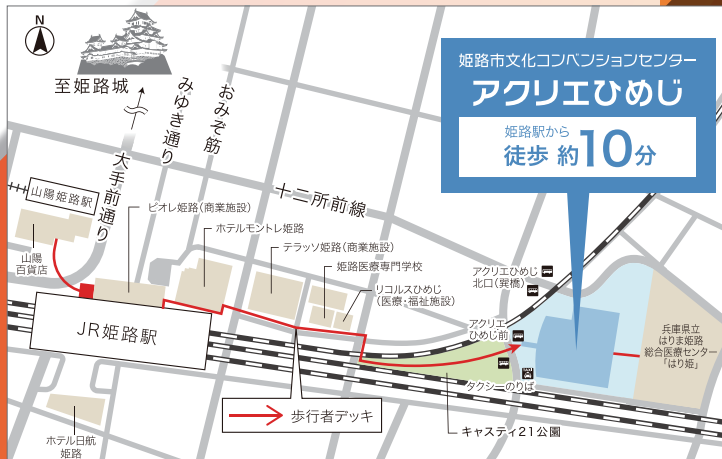 N
至姫路城
大手前通り
みゆき通り
おみぞ筋
十二所前線
姫路市文化コンベンションセンター
アクリエひめじ
姫路駅から
徒歩 約10分
山陽姫路駅
山陽
百貨店
ピオレ姫路(商業施設)
ホテルモントレ姫路
テラッソ姫路(商業施設)
姫路医療専門学校
リコルスひめじ
(医療・福祉施設)
アクリエひめじ
北口(巽橋)
アクリエ
ひめじ前
タクシーのりば
兵庫県立
はりま姫路
総合医療センター
「はり姫」
JR姫路駅
歩行者デッキ
キャスティ21公園
ホテル日航
姫路